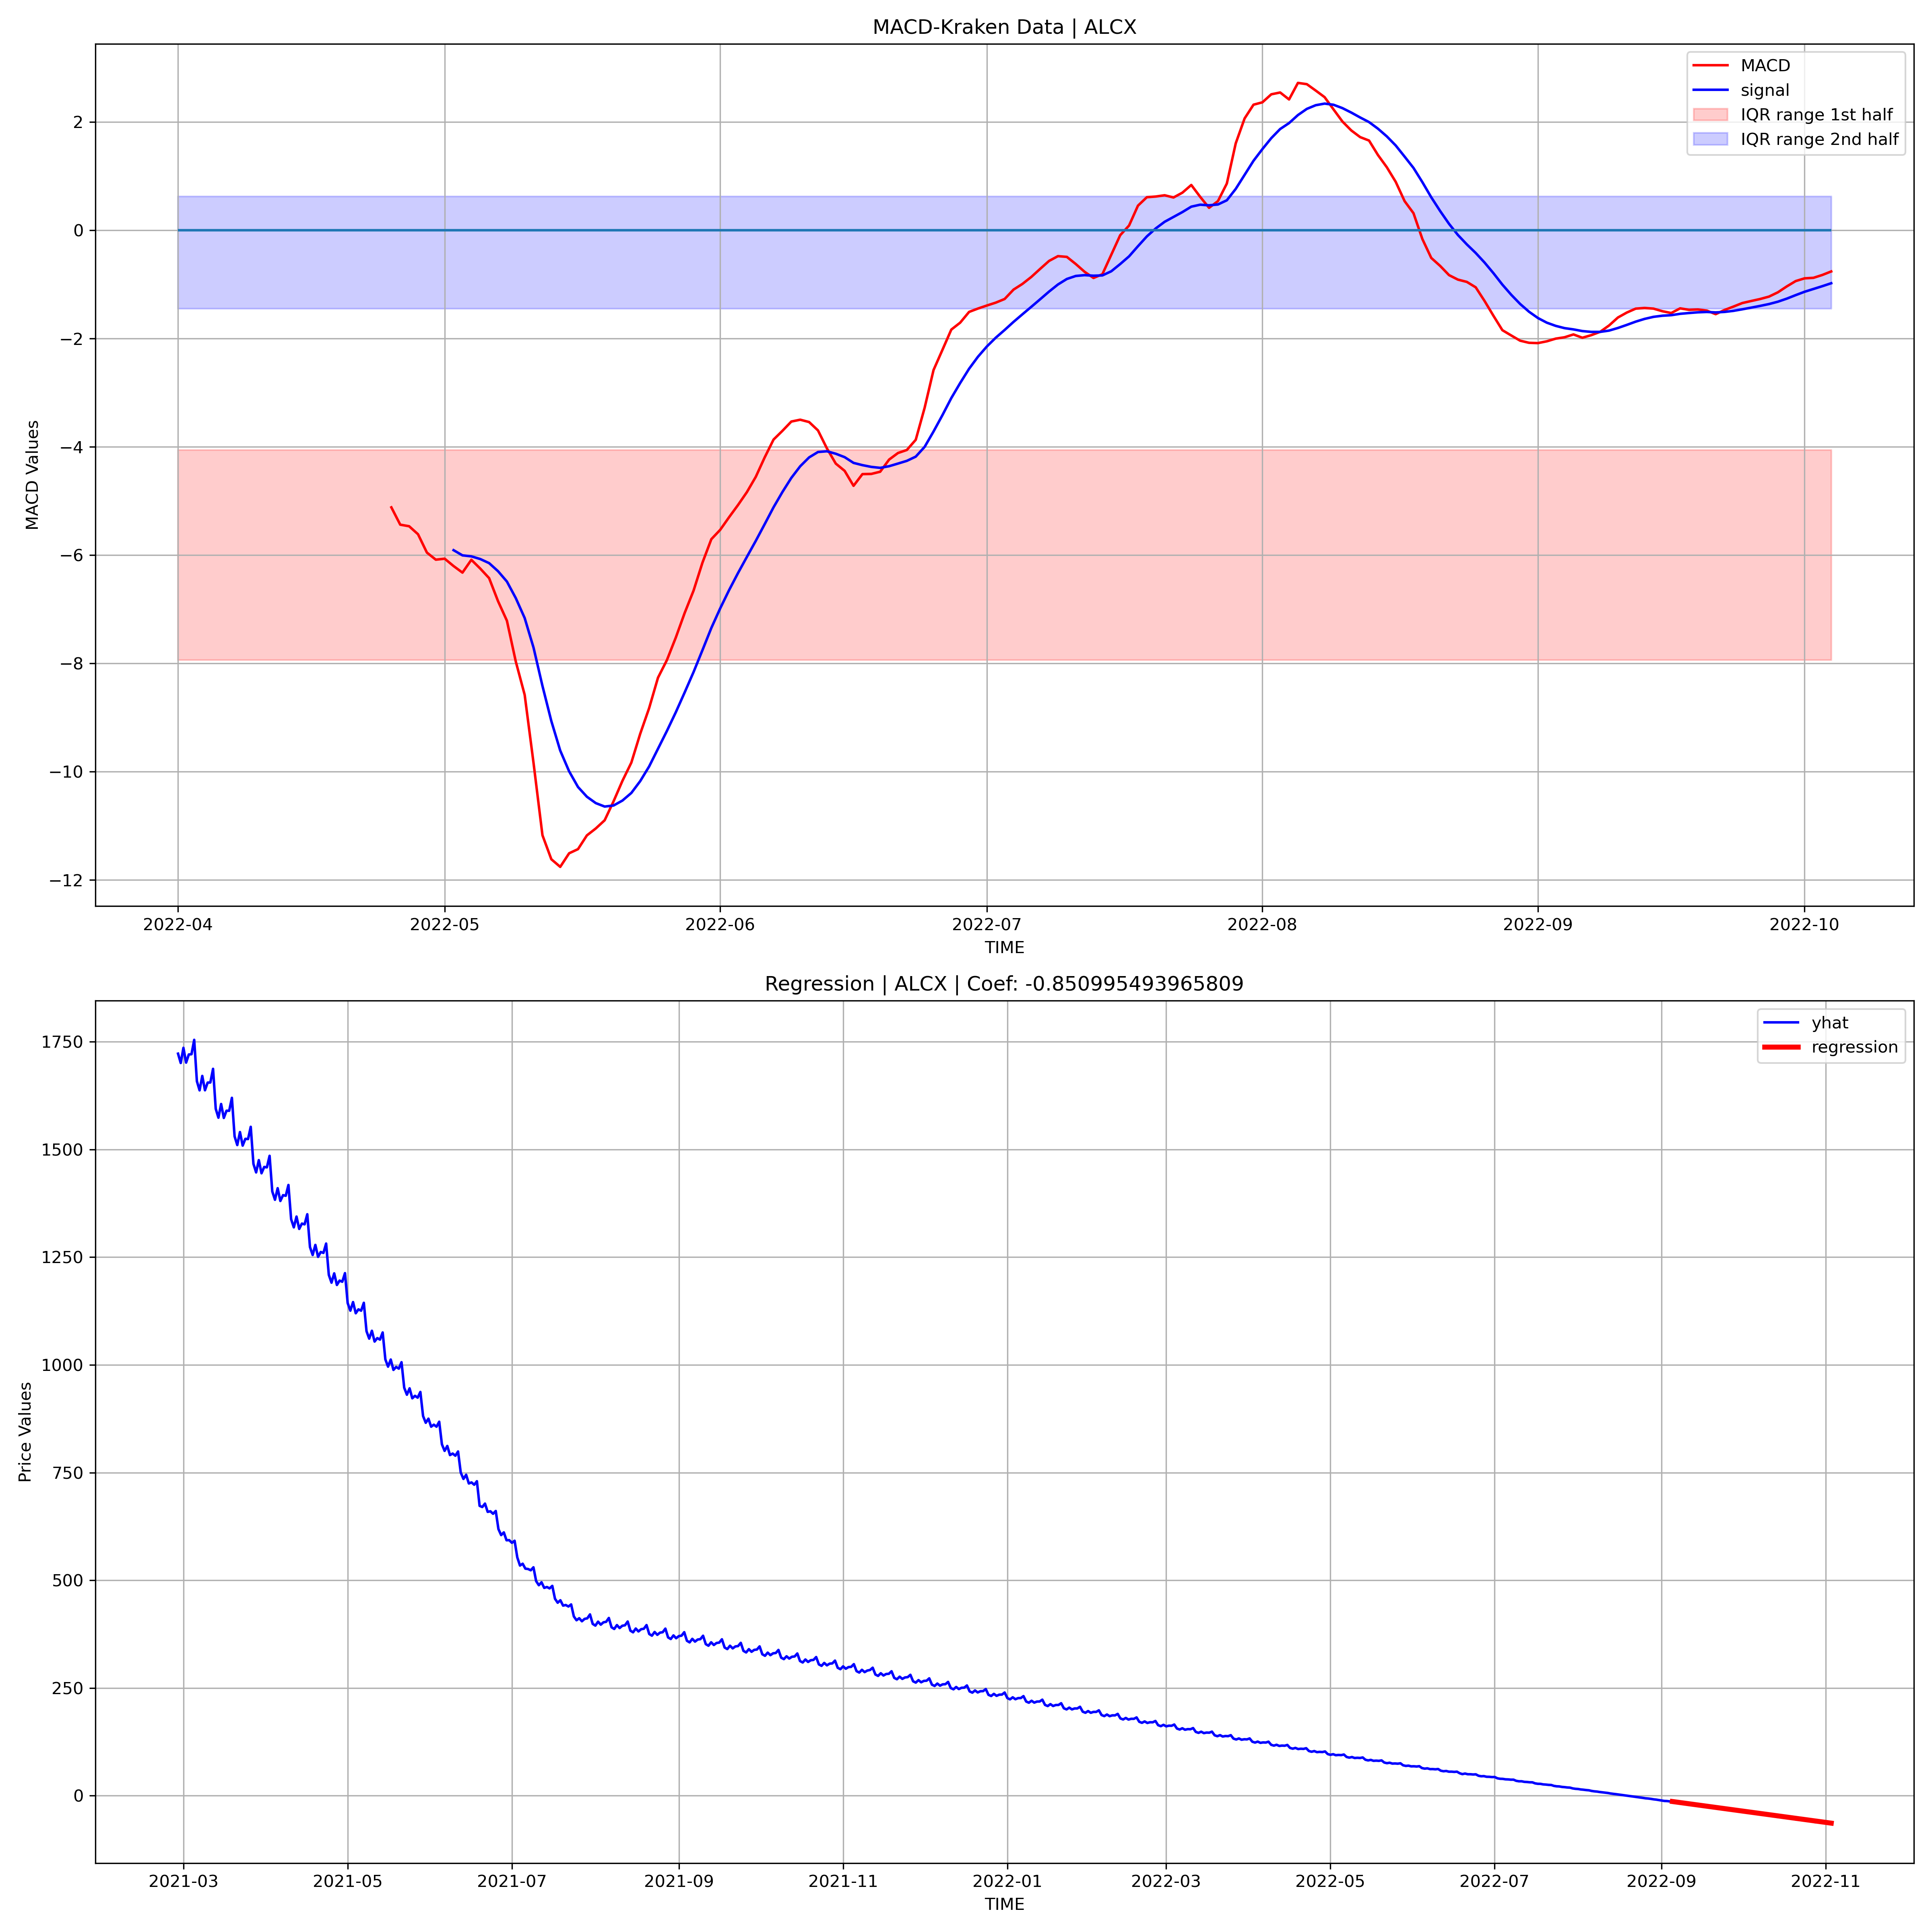 MACD-Kraken Data | ALCX
MACD
signal
IQR range 1st half
IQR range 2nd half
MACD Values
2
0
−2
−4
−6
−8
−10
−12
2022-04 2022-05 2022-06 2022-07 2022-08 2022-09 2022-10
TIME
Regression | ALCX | Coef: -0.850995493965809
yhat
regression
Price Values
1750
1500
1250
1000
750
500
250
0
2021-03 2021-05 2021-07 2021-09 2021-11 2022-01 2022-03 2022-05 2022-07 2022-09 2022-11
TIME